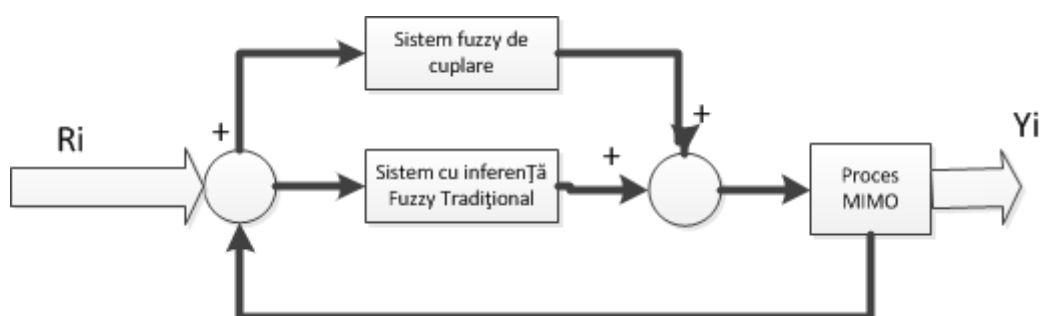 Sistem fuzzy de
cuplare
+
+
Ri
+
Yi
Sistem cu inferenţă
Fuzzy Tradiţional
Proces
MIMO